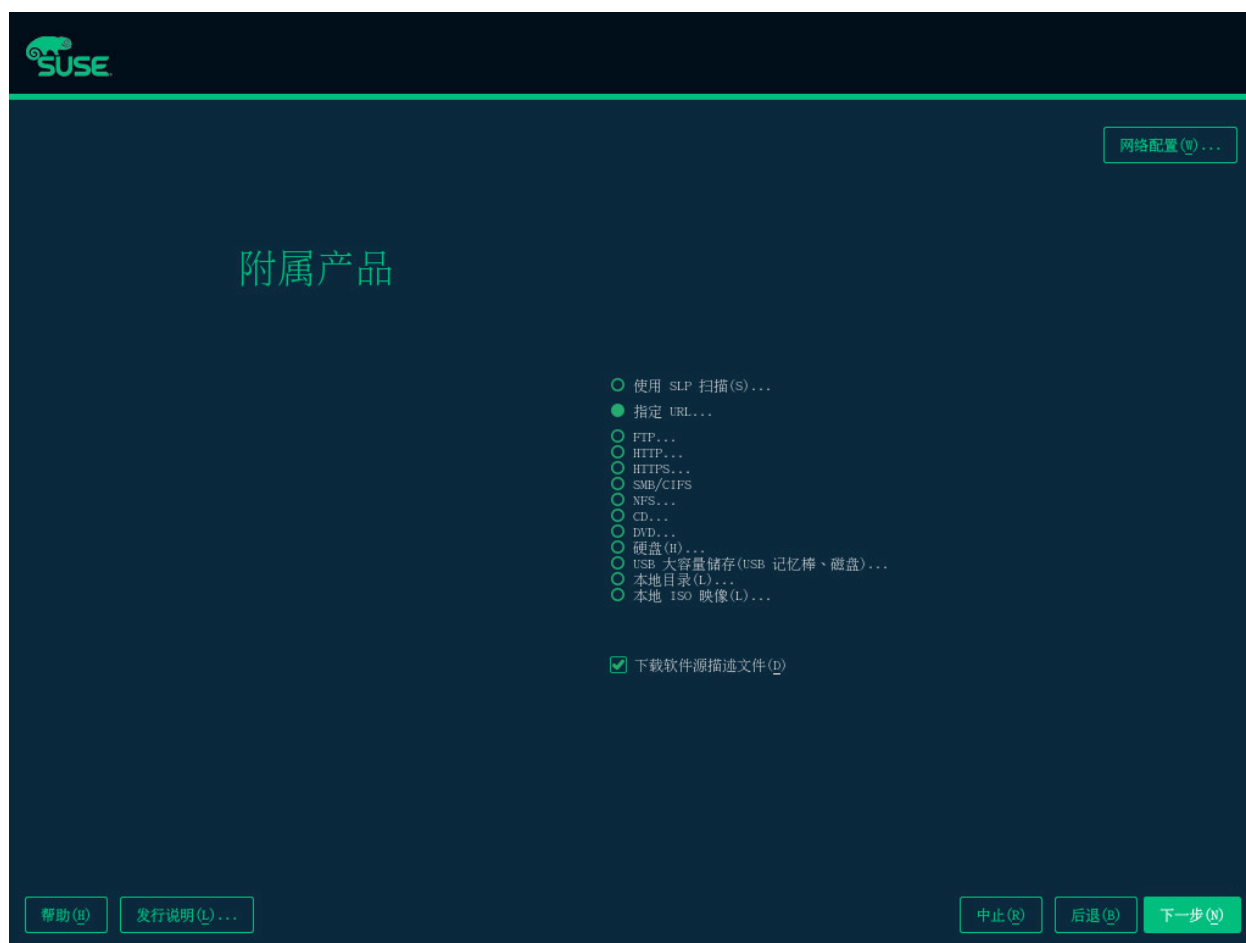 SUSE
网络配置(W)...
附属产品
使用 SLP 扫描(S)...
指定 URL...
FTP...
HTTP...
HTTPS...
SMB/CIFS
NFS...
CD...
DVD...
硬盘(H)...
USB 大容量储存(USB 记忆棒、磁盘)...
本地目录(L)...
本地 ISO 映像(L)...
下载软件源描述文件(D)
帮助(H) 发行说明(L)... 中止(R) 后退(B) 下一步(N)